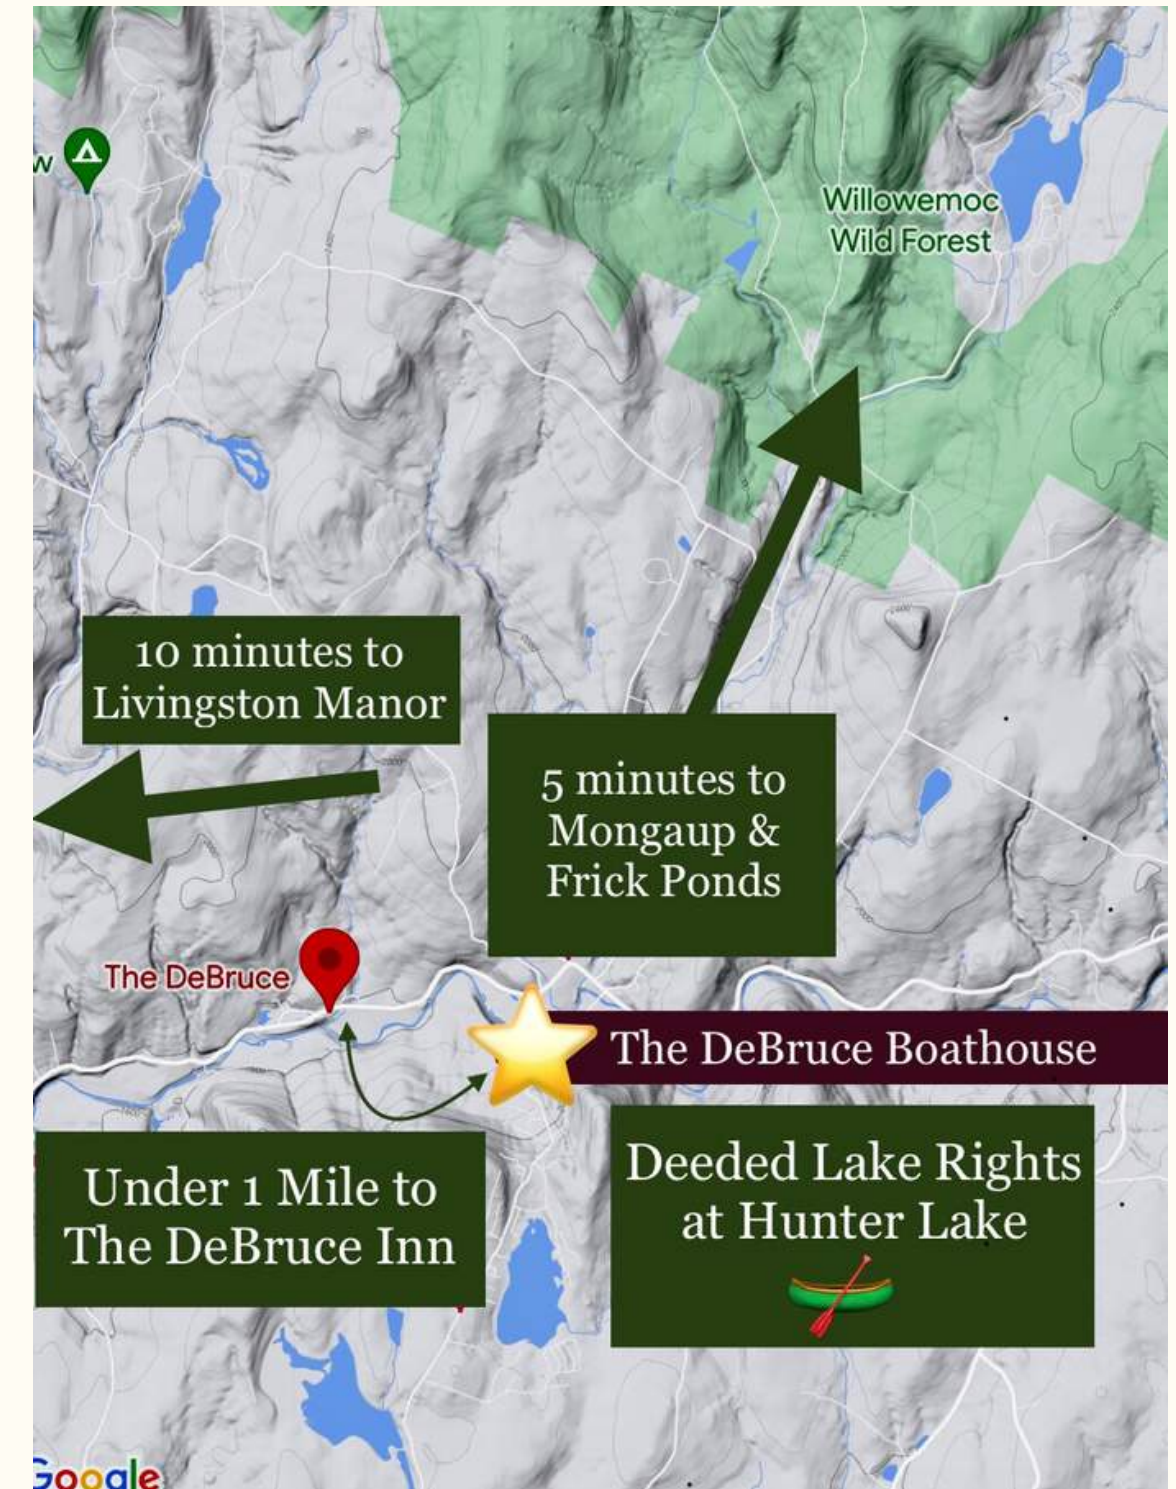 w
Willowemoc
Wild Forest
10 minutes to
Livingston Manor
5 minutes to
Mongaup &
Frick Ponds
The DeBruce
The DeBruce Boathouse
Under 1 Mile to
The DeBruce Inn
Deeded Lake Rights
at Hunter Lake
Google